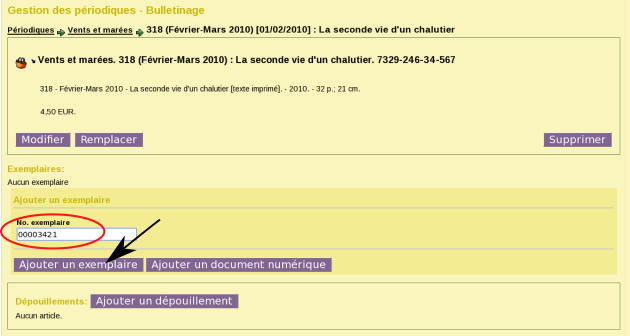 Gestion des périodiques - Bulletinage
Périodiques Vents et marées 318 (Février-Mars 2010) [01/02/2010] : La seconde vie d'un chalutier
Vents et marées. 318 (Février-Mars 2010) : La seconde vie d'un chalutier. 7329-246-34-567
318 - Février-Mars 2010 - La seconde vie d'un chalutier [texte imprimé]. - 2010. - 32 p.; 21 cm.
4,50 EUR.
Modifier Remplacer Supprimer
Exemplaires:
Aucun exemplaire
Ajouter un exemplaire
No. exemplaire
00003421
Ajouter un exemplaire Ajouter un document numérique
Dépouillements: Ajouter un dépouillement
Aucun article.